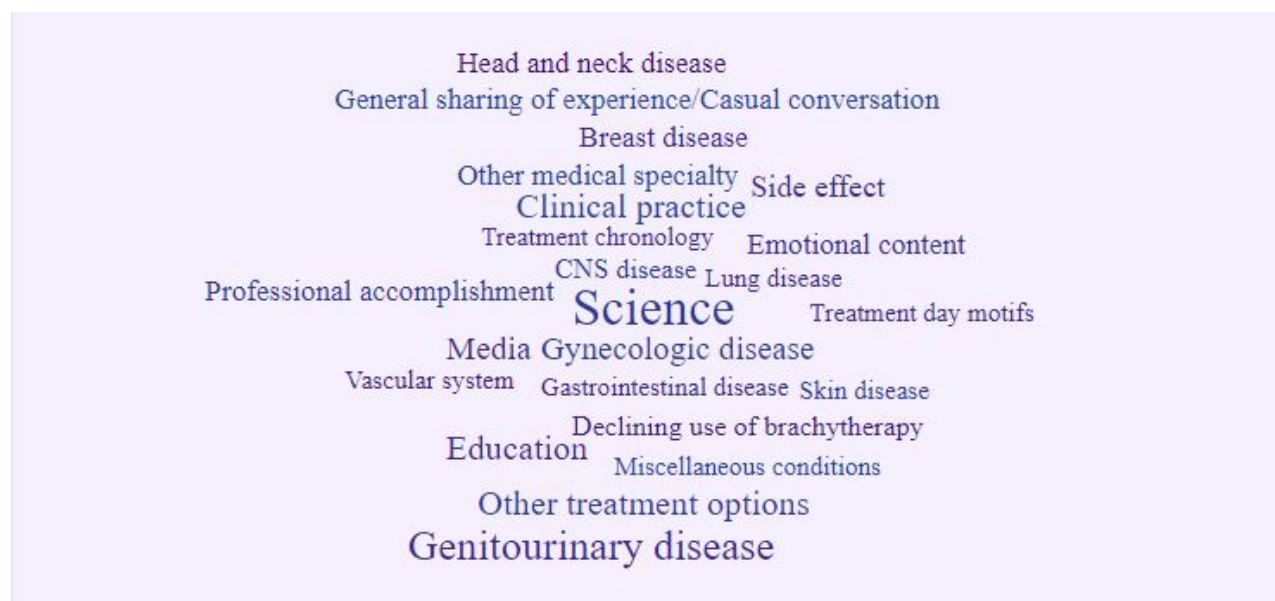 Head and neck disease
General sharing of experience/Casual conversation
Breast disease
Other medical specialty
Side effect
Clinical practice
Treatment chronology
Emotional content
CNS disease
Lung disease
Professional accomplishment
Science
Treatment day motifs
Media
Gynecologic disease
Vascular system
Gastrointestinal disease
Skin disease
Declining use of brachytherapy
Education
Miscellaneous conditions
Other treatment options
Genitourinary disease